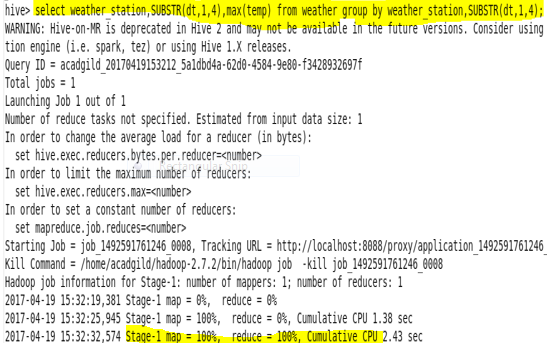 hive> select weather_station,SUBSTR(dt,1,4),max(temp) from weather group by weather_station,SUBSTR(dt,1,4);
WARNING: Hive-on-MR is deprecated in Hive 2 and may not be available in the future versions. Consider using
tion engine (i.e. spark, tez) or using Hive 1.X releases.
Query ID = acadgild_20170419153212_5a1dbd4a-62d0-4584-9e80-f3428932697f
Total jobs = 1
Launching Job 1 out of 1
Number of reduce tasks not specified. Estimated from input data size: 1
In order to change the average load for a reducer (in bytes):
  set hive.exec.reducers.bytes.per.reducer=<number>
Rectangular Snip
In order to limit the maximum number of reducers:
  set hive.exec.reducers.max=<number>
In order to set a constant number of reducers:
  set mapreduce.job.reduces=<number>
Starting Job = job_1492591761246_0008, Tracking URL = http://localhost:8088/proxy/application_1492591761246_
Kill Command = /home/acadgild/hadoop-2.7.2/bin/hadoop job  -kill job_1492591761246_0008
Hadoop job information for Stage-1: number of mappers: 1; number of reducers: 1
2017-04-19 15:32:19,381 Stage-1 map = 0%,  reduce = 0%
2017-04-19 15:32:25,945 Stage-1 map = 100%,  reduce = 0%, Cumulative CPU 1.38 sec
2017-04-19 15:32:32,574 Stage-1 map = 100%,  reduce = 100%, Cumulative CPU 2.43 sec